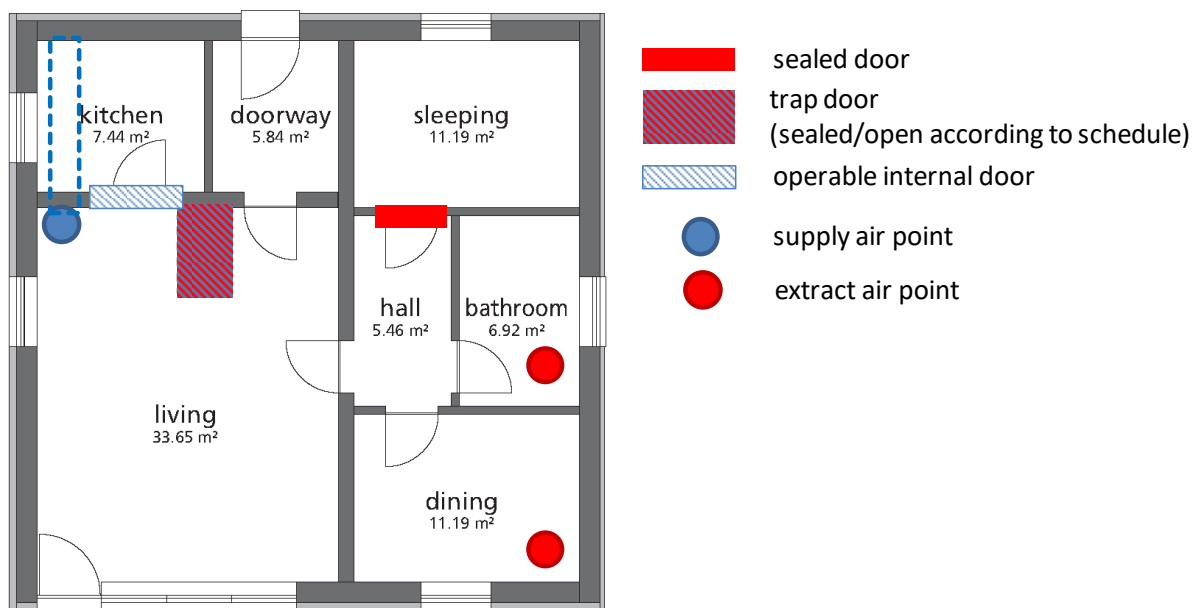 kitchen
7.44 m²
doorway
5.84 m²
sleeping
11.19 m²
hall
5.46 m²
bathroom
6.92 m²
living
33.65 m²
dining
11.19 m²
sealed door
trap door
(sealed/open according to schedule)
operable internal door
supply air point
extract air point